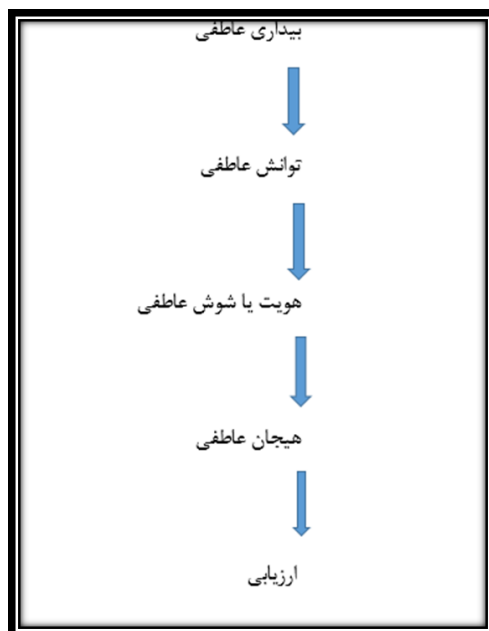 بیداری عاطفی
توانش عاطفی
هویت یا شوش عاطفی
هیجان عاطفی
ارزیابی